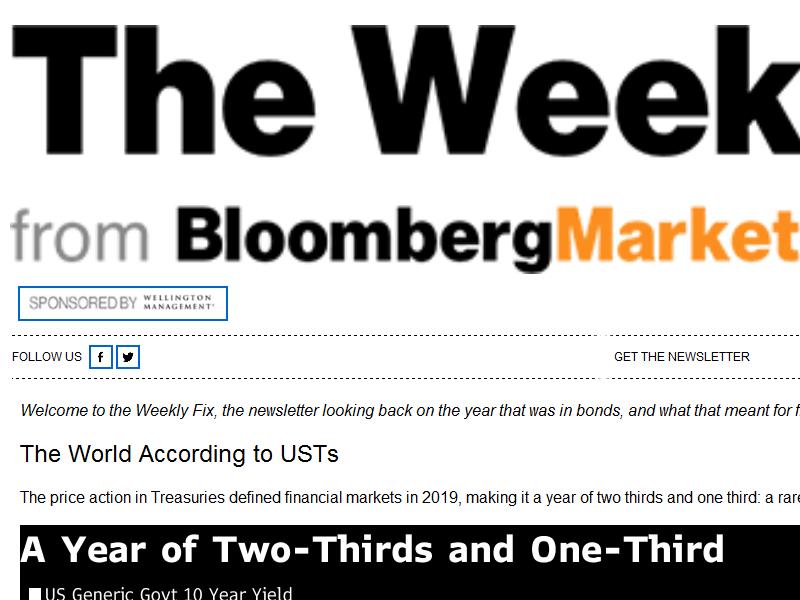 The Week
from BloombergMarket
SPONSORED BY WELLINGTON MANAGEMENT
FOLLOW US
GET THE NEWSLETTER
Welcome to the Weekly Fix, the newsletter looking back on the year that was in bonds, and what that meant for
The World According to USTs
The price action in Treasuries defined financial markets in 2019, making it a year of two thirds and one third: a rare
A Year of Two-Thirds and One-Third
US Generic Govt 10 Year Yield